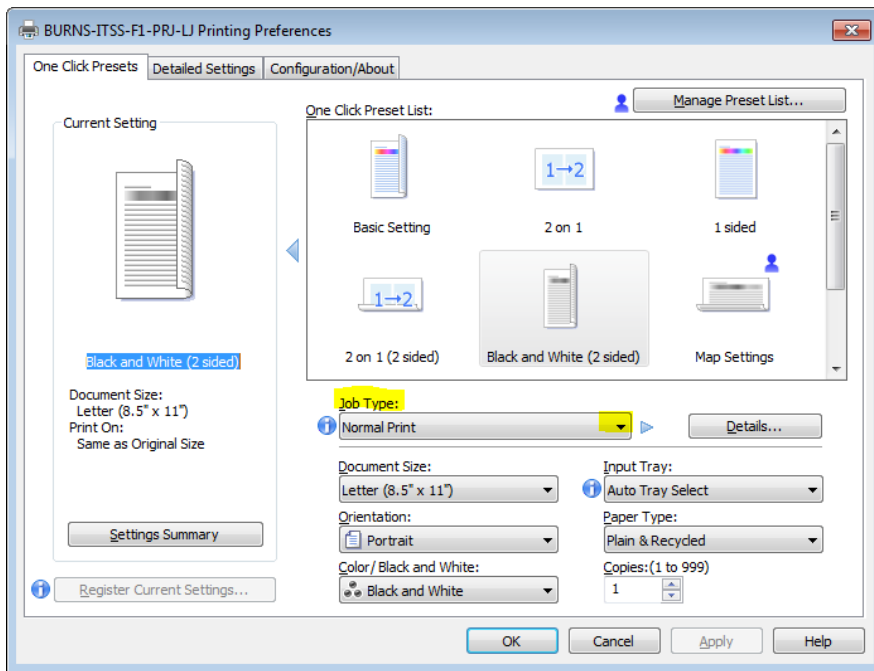 BURNS-ITSS-F1-PRJ-LJ Printing Preferences
One Click Presets Detailed Settings Configuration/About
Current Setting
One Click Preset List:
Manage Preset List...
1→2
Basic Setting 2 on 1 1 sided
1→2
2 on 1 (2 sided) Black and White (2 sided) Map Settings
Black and White (2 sided)
Document Size:
Letter (8.5" x 11")
Print On:
Same as Original Size
Settings Summary
Register Current Settings...
Job Type:
Normal Print
Details...
Document Size:
Letter (8.5" x 11")
Input Tray:
Auto Tray Select
Orientation:
Portrait
Paper Type:
Plain & Recycled
Color/ Black and White:
Black and White
Copies:(1 to 999)
1
OK Cancel Apply Help